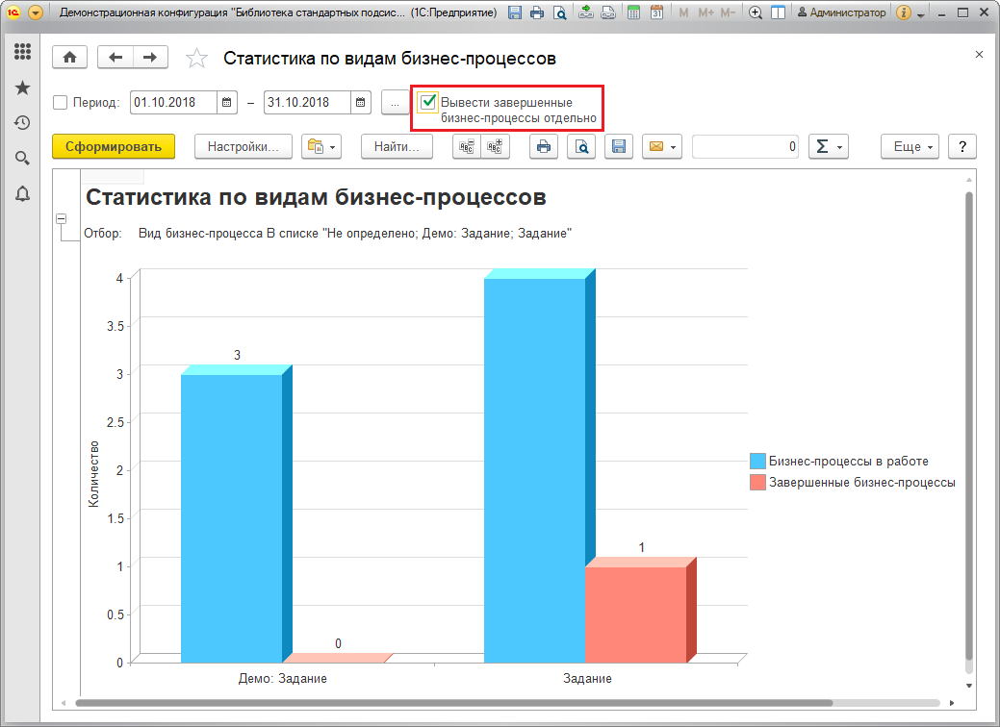 Демонстрационная конфигурация "Библиотека стандартных подсис... (1С:Предприятие)
31
M M+ M-
Администратор
i
Статистика по видам бизнес-процессов
Период: 01.10.2018 – 31.10.2018 ...
Вывести завершенные
бизнес-процессы отдельно
Сформировать Настройки... Найти... 0 Σ Еще ?
Статистика по видам бизнес-процессов
Отбор: Вид бизнес-процесса В списке "Не определено; Демо: Задание; Задание"
Количество
4
3.5
3
2.5
2
1.5
1
0.5
0
3
0
1
Демо: Задание
Задание
Бизнес-процессы в работе
Завершенные бизнес-процессы